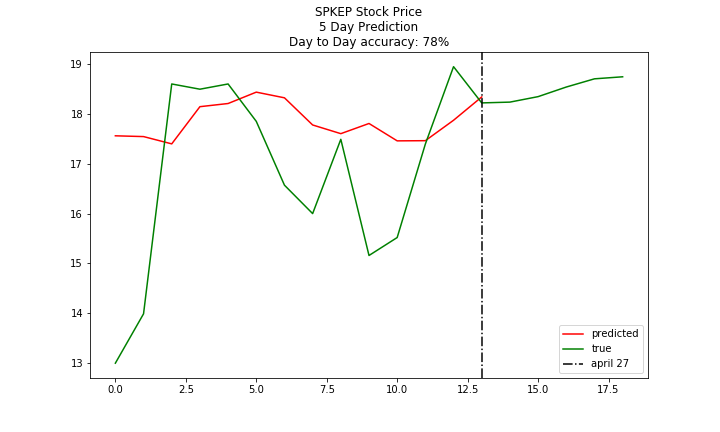 SPKEP Stock Price
5 Day Prediction
Day to Day accuracy: 78%
19
18
17
16
15
14
13
0.0 2.5 5.0 7.5 10.0 12.5 15.0 17.5
predicted
true
april 27